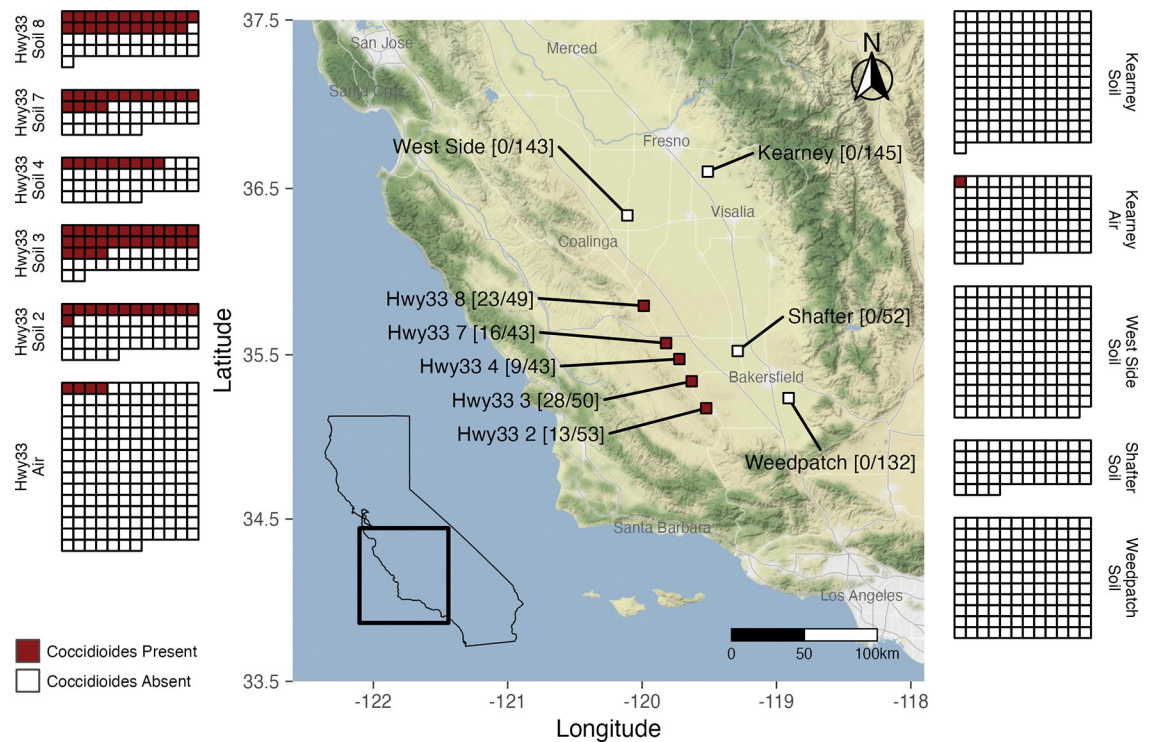 Hwy33
Soil 8
Hwy33
Soil 7
Hwy33
Soil 4
Hwy33
Soil 3
Hwy33
Soil 2
Hwy33
Air
Coccidioides Present
Coccidioides Absent
Latitude
37.5
36.5
35.5
34.5
33.5
San Jose
Merced
N
Santa Cruz
Fresno
West Side [0/143]
Kearney [0/145]
Visalia
Coalinga
Hwy33 8 [23/49]
Shafter [0/52]
Hwy33 7 [16/43]
Hwy33 4 [9/43]
Bakersfield
Hwy33 3 [28/50]
Hwy33 2 [13/53]
Weedpatch [0/132]
Santa Barbara
Los Angeles
0 50 100km
-122 -121 -120 -119 -118
Longitude
Kearney
Soil
Kearney
Air
West Side
Soil
Shafter
Soil
Weedpatch
Soil